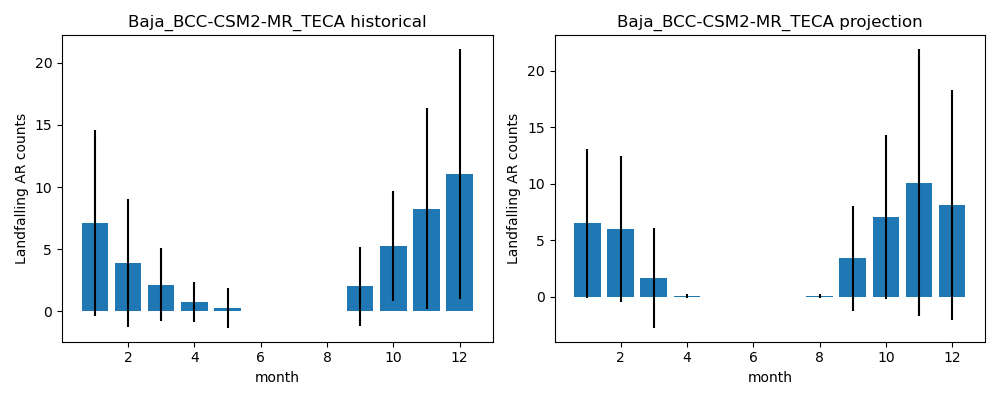 Baja_BCC-CSM2-MR_TECA historical
Landfalling AR counts
20
15
10
5
0
2 4 6 8 10 12
month
Baja_BCC-CSM2-MR_TECA projection
Landfalling AR counts
20
15
10
5
0
2 4 6 8 10 12
month